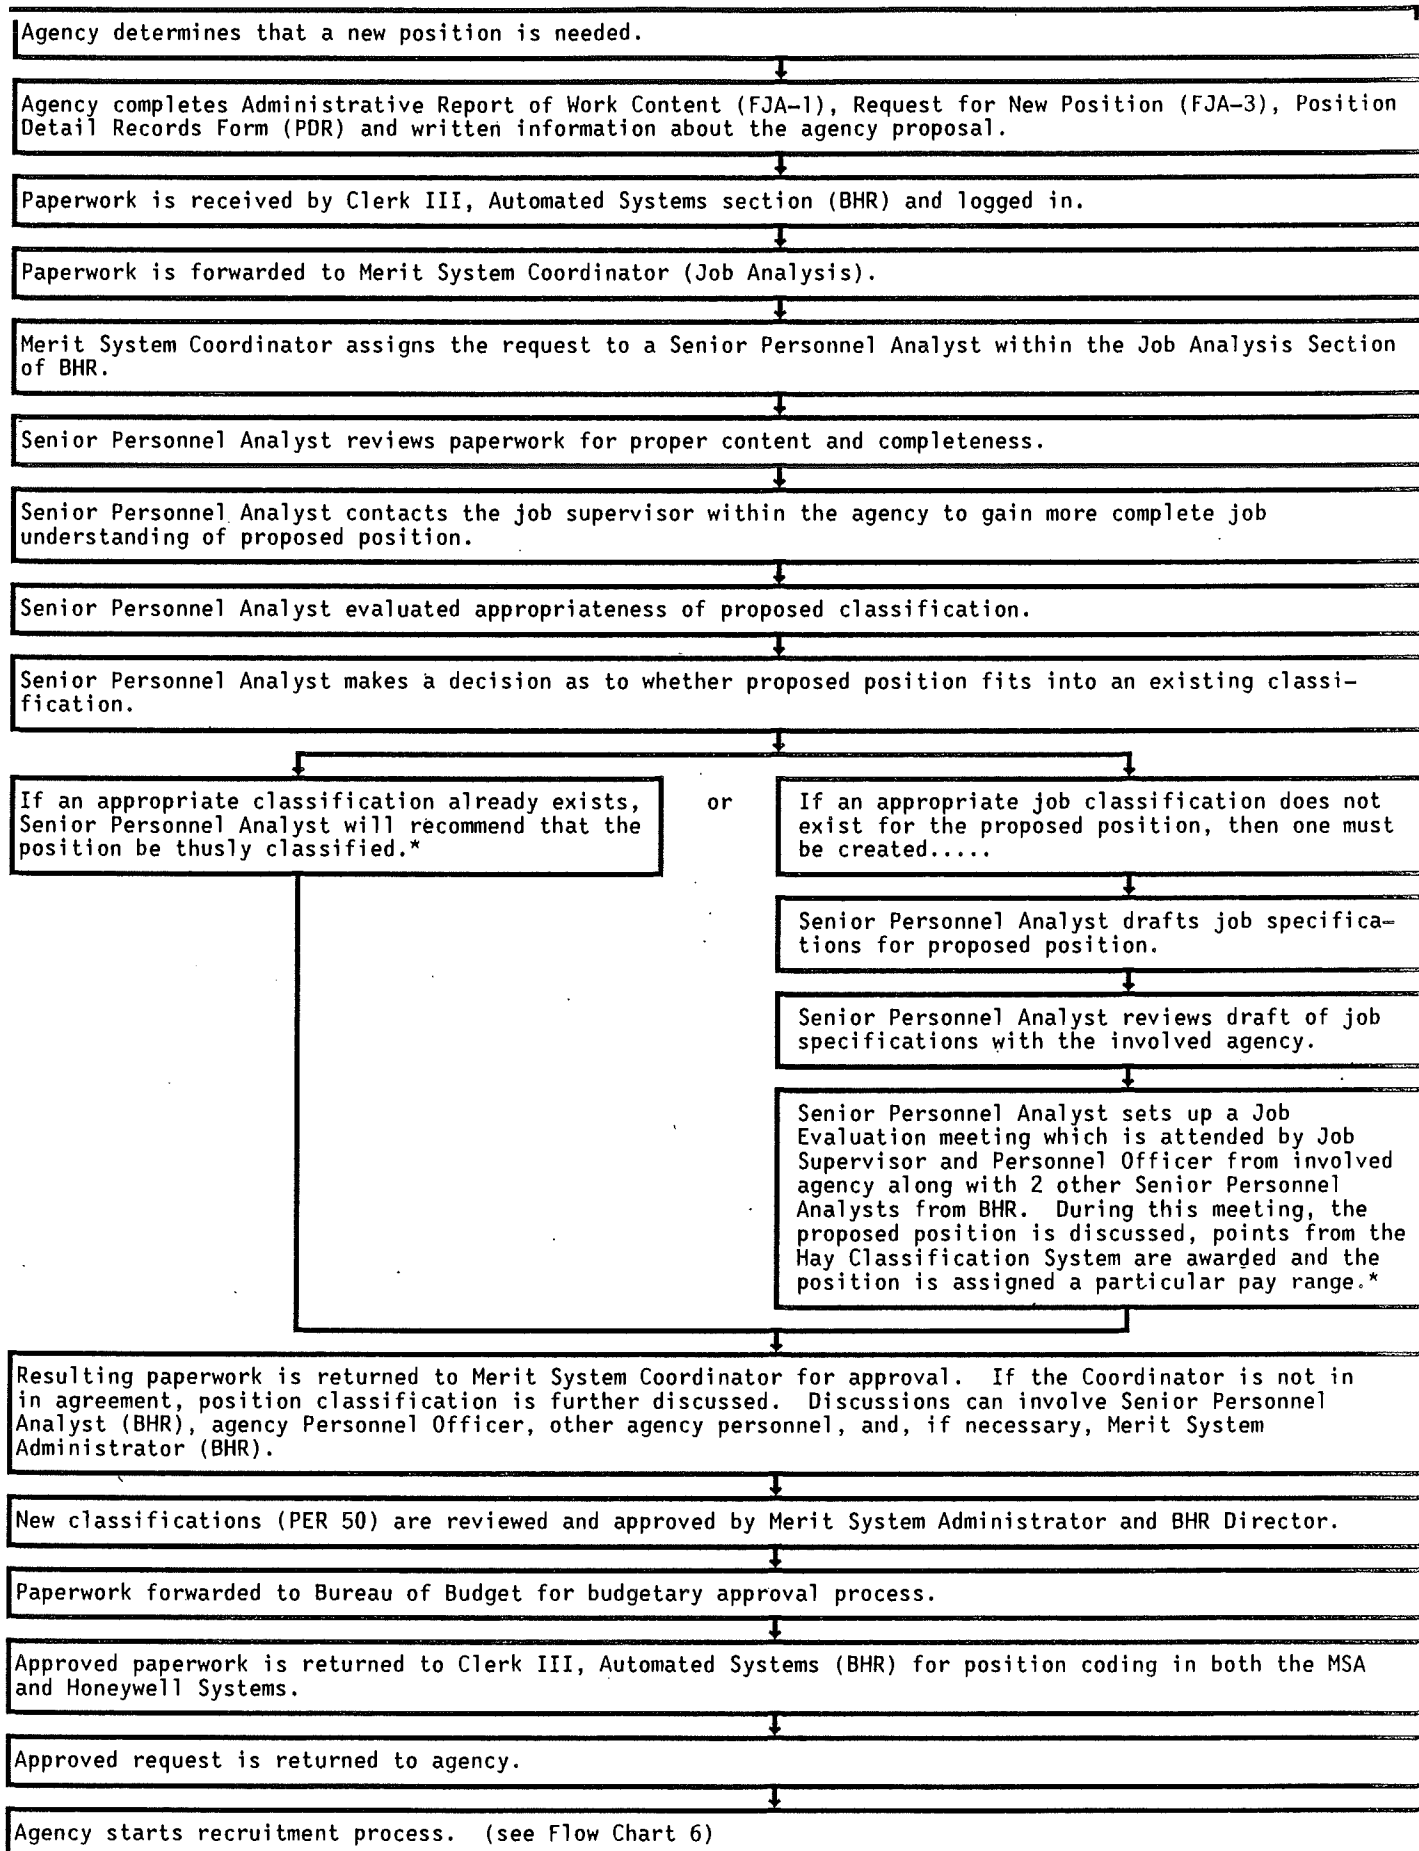 Agency determines that a new position is needed.
Agency completes Administrative Report of Work Content (FJA-1), Request for New Position (FJA-3), Position
Detail Records Form (PDR) and written information about the agency proposal.
Paperwork is received by Clerk III, Automated Systems section (BHR) and logged in.
Paperwork is forwarded to Merit System Coordinator (Job Analysis).
Merit System Coordinator assigns the request to a Senior Personnel Analyst within the Job Analysis Section
of BHR.
Senior Personnel Analyst reviews paperwork for proper content and completeness.
Senior Personnel Analyst contacts the job supervisor within the agency to gain more complete job
understanding of proposed position.
Senior Personnel Analyst evaluated appropriateness of proposed classification.
Senior Personnel Analyst makes a decision as to whether proposed position fits into an existing classi-
fication.
If an appropriate classification already exists,
Senior Personnel Analyst will recommend that the
position be thusly classified.*
or
If an appropriate job classification does not
exist for the proposed position, then one must
be created.....
Senior Personnel Analyst drafts job specifica-
tions for proposed position.
Senior Personnel Analyst reviews draft of job
specifications with the involved agency.
Senior Personnel Analyst sets up a Job
Evaluation meeting which is attended by Job
Supervisor and Personnel Officer from involved
agency along with 2 other Senior Personnel
Analysts from BHR. During this meeting, the
proposed position is discussed, points from the
Hay Classification System are awarded and the
position is assigned a particular pay range.*
Resulting paperwork is returned to Merit System Coordinator for approval. If the Coordinator is not in
in agreement, position classification is further discussed. Discussions can involve Senior Personnel
Analyst (BHR), agency Personnel Officer, other agency personnel, and, if necessary, Merit System
Administrator (BHR).
New classifications (PER 50) are reviewed and approved by Merit System Administrator and BHR Director.
Paperwork forwarded to Bureau of Budget for budgetary approval process.
Approved paperwork is returned to Clerk III, Automated Systems (BHR) for position coding in both the MSA
and Honeywell Systems.
Approved request is returned to agency.
Agency starts recruitment process. (see Flow Chart 6)